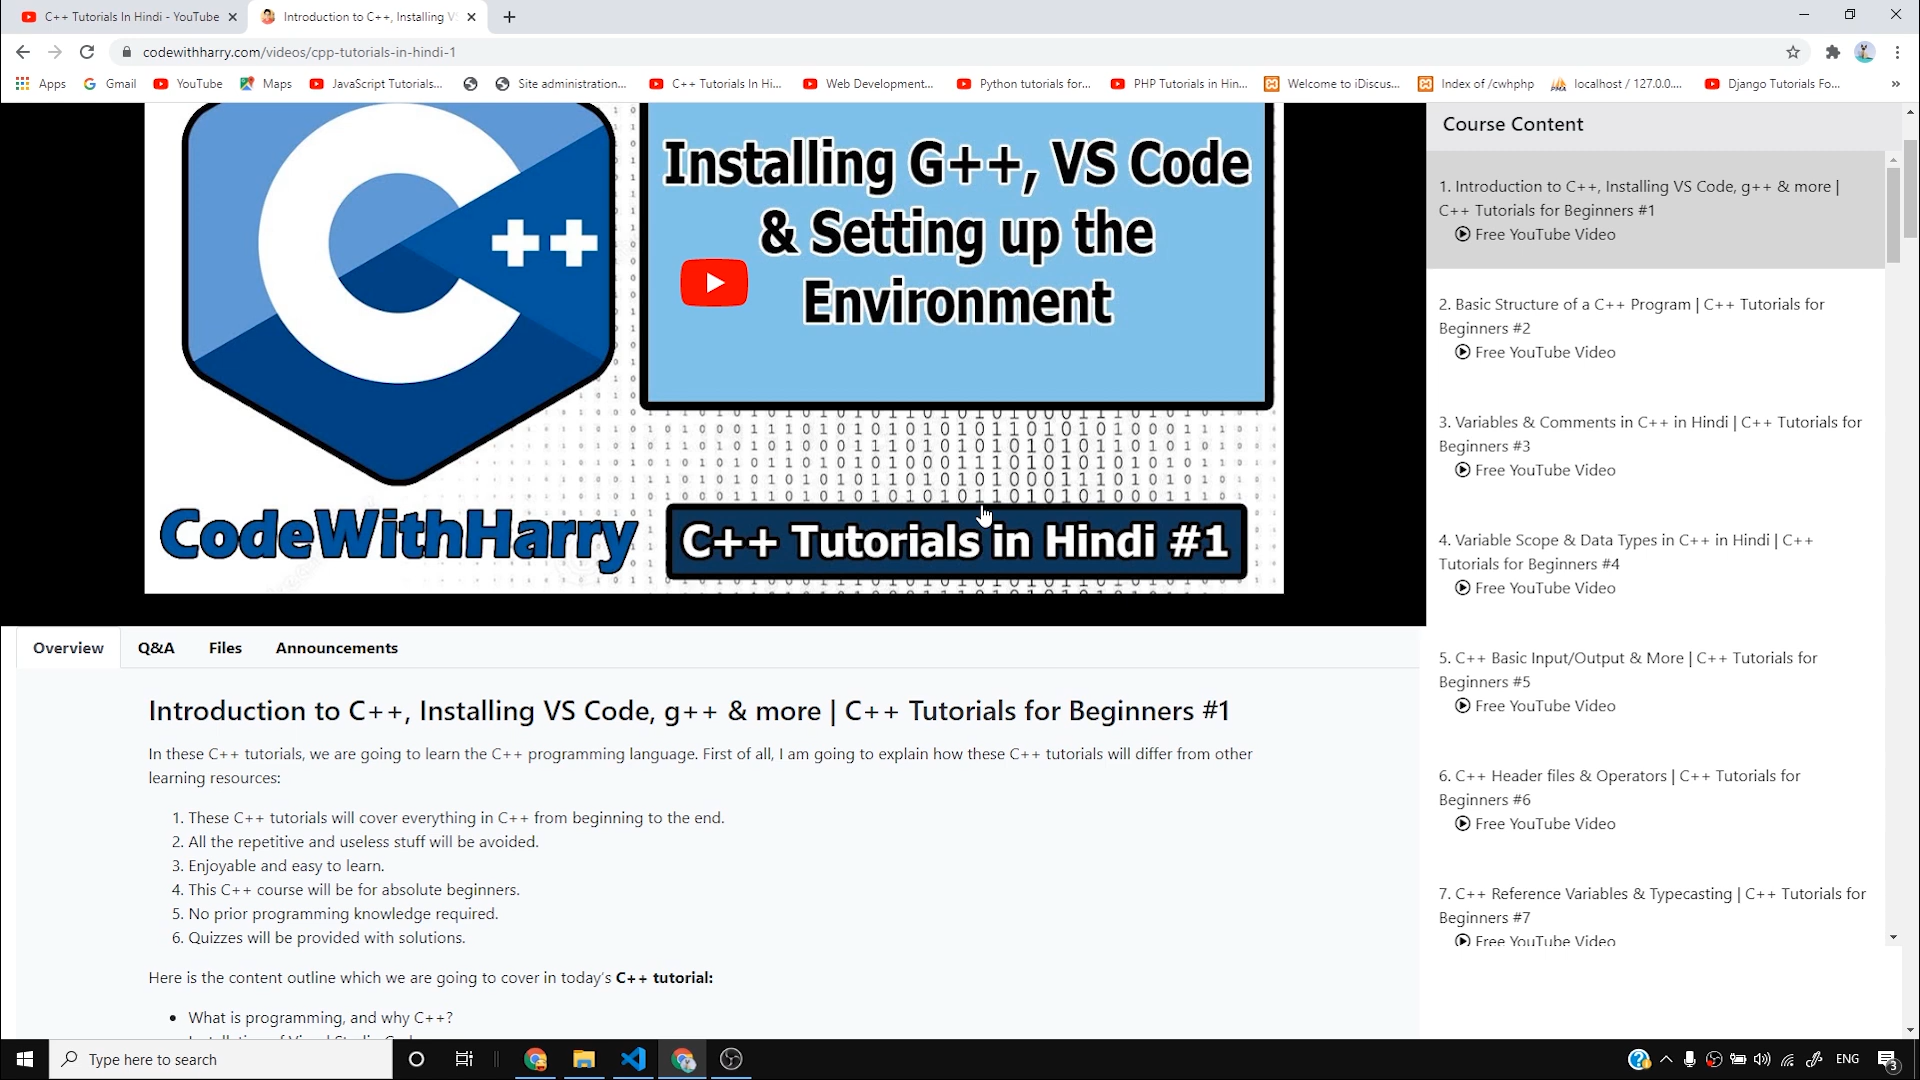 C++ Tutorials In Hindi - YouTube
Introduction to C++, Installing V
codewithharry.com/videos/cpp-tutorials-in-hindi-1
Apps
Gmail
YouTube
Maps
JavaScript Tutorials...
Site administration...
C++ Tutorials In Hi...
Web Development...
Python tutorials for...
PHP Tutorials in Hin...
Welcome to iDiscus...
Index of /cwhphp
localhost / 127.0.0....
Django Tutorials Fo...
»
++
Installing G++, VS Code
& Setting up the
Environment
CodeWithHarry
C++ Tutorials in Hindi #1
Overview
Q&A
Files
Announcements
Introduction to C++, Installing VS Code, g++ & more | C++ Tutorials for Beginners #1
In these C++ tutorials, we are going to learn the C++ programming language. First of all, I am going to explain how these C++ tutorials will differ from other
learning resources:
1. These C++ tutorials will cover everything in C++ from beginning to the end.
2. All the repetitive and useless stuff will be avoided.
3. Enjoyable and easy to learn.
4. This C++ course will be for absolute beginners.
5. No prior programming knowledge required.
6. Quizzes will be provided with solutions.
Here is the content outline which we are going to cover in today's C++ tutorial:
• What is programming, and why C++?
Course Content
1. Introduction to C++, Installing VS Code, g++ & more |
C++ Tutorials for Beginners #1
Free YouTube Video
2. Basic Structure of a C++ Program | C++ Tutorials for
Beginners #2
Free YouTube Video
3. Variables & Comments in C++ in Hindi | C++ Tutorials for
Beginners #3
Free YouTube Video
4. Variable Scope & Data Types in C++ in Hindi | C++
Tutorials for Beginners #4
Free YouTube Video
5. C++ Basic Input/Output & More | C++ Tutorials for
Beginners #5
Free YouTube Video
6. C++ Header files & Operators | C++ Tutorials for
Beginners #6
Free YouTube Video
7. C++ Reference Variables & Typecasting | C++ Tutorials for
Beginners #7
Free YouTube Video
Type here to search
ENG
3